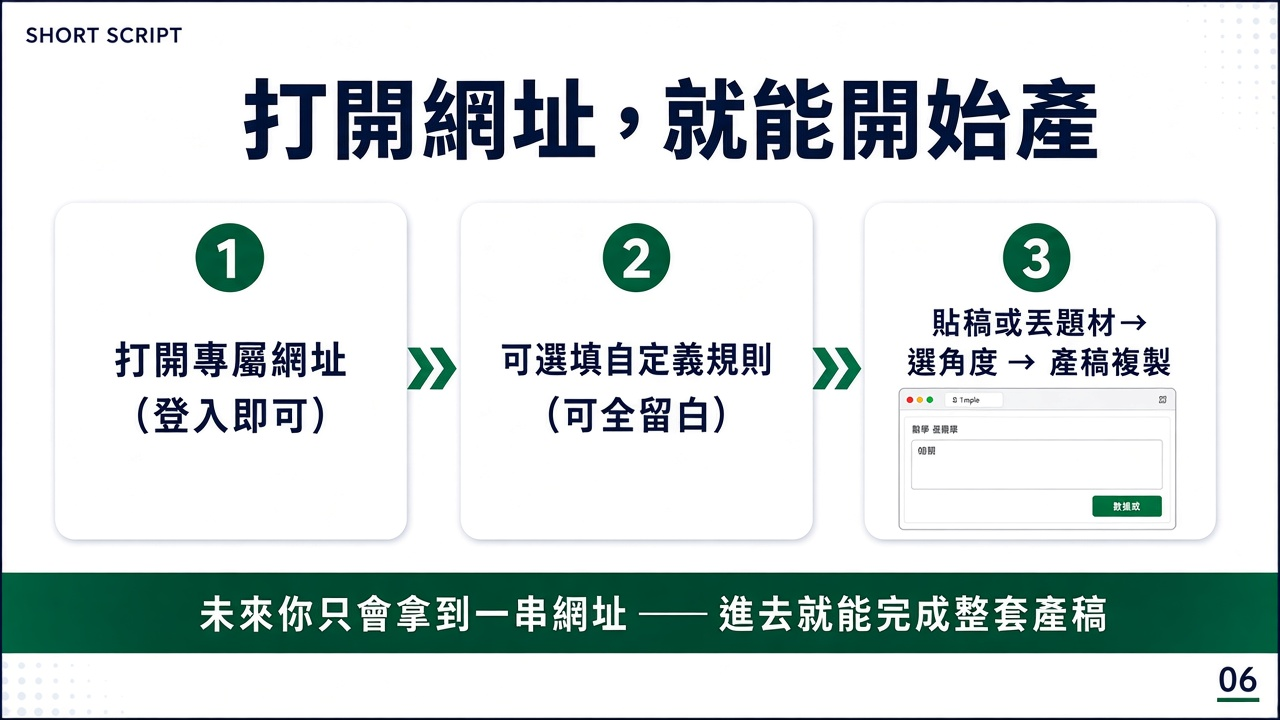 SHORT SCRIPT
打開網址，就能開始產
1
打開專屬網址
（登入即可）
2
可選填自定義規則
（可全留白）
3
貼稿或丟題材→
選角度 → 產稿複製
未來你只會拿到一串網址 —— 進去就能完成整套產稿
06